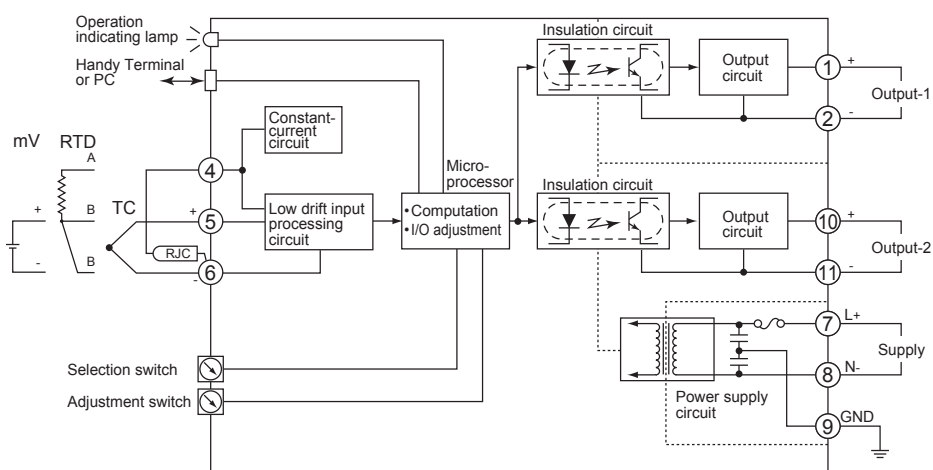 Operation
indicating lamp
Handy Terminal
or PC
mV
RTD
A
B
B
TC
+
-
+
-
RJC
4
5
6
Constant-
current
circuit
Low drift input
processing
circuit
Micro-
processor
•Computation
•I/O adjustment
Selection switch
Adjustment switch
Insulation circuit
Output
circuit
1
+
2
-
Output-1
Insulation circuit
Output
circuit
10
+
11
-
Output-2
7
L+
8
N-
Supply
9
GND
Power supply
circuit